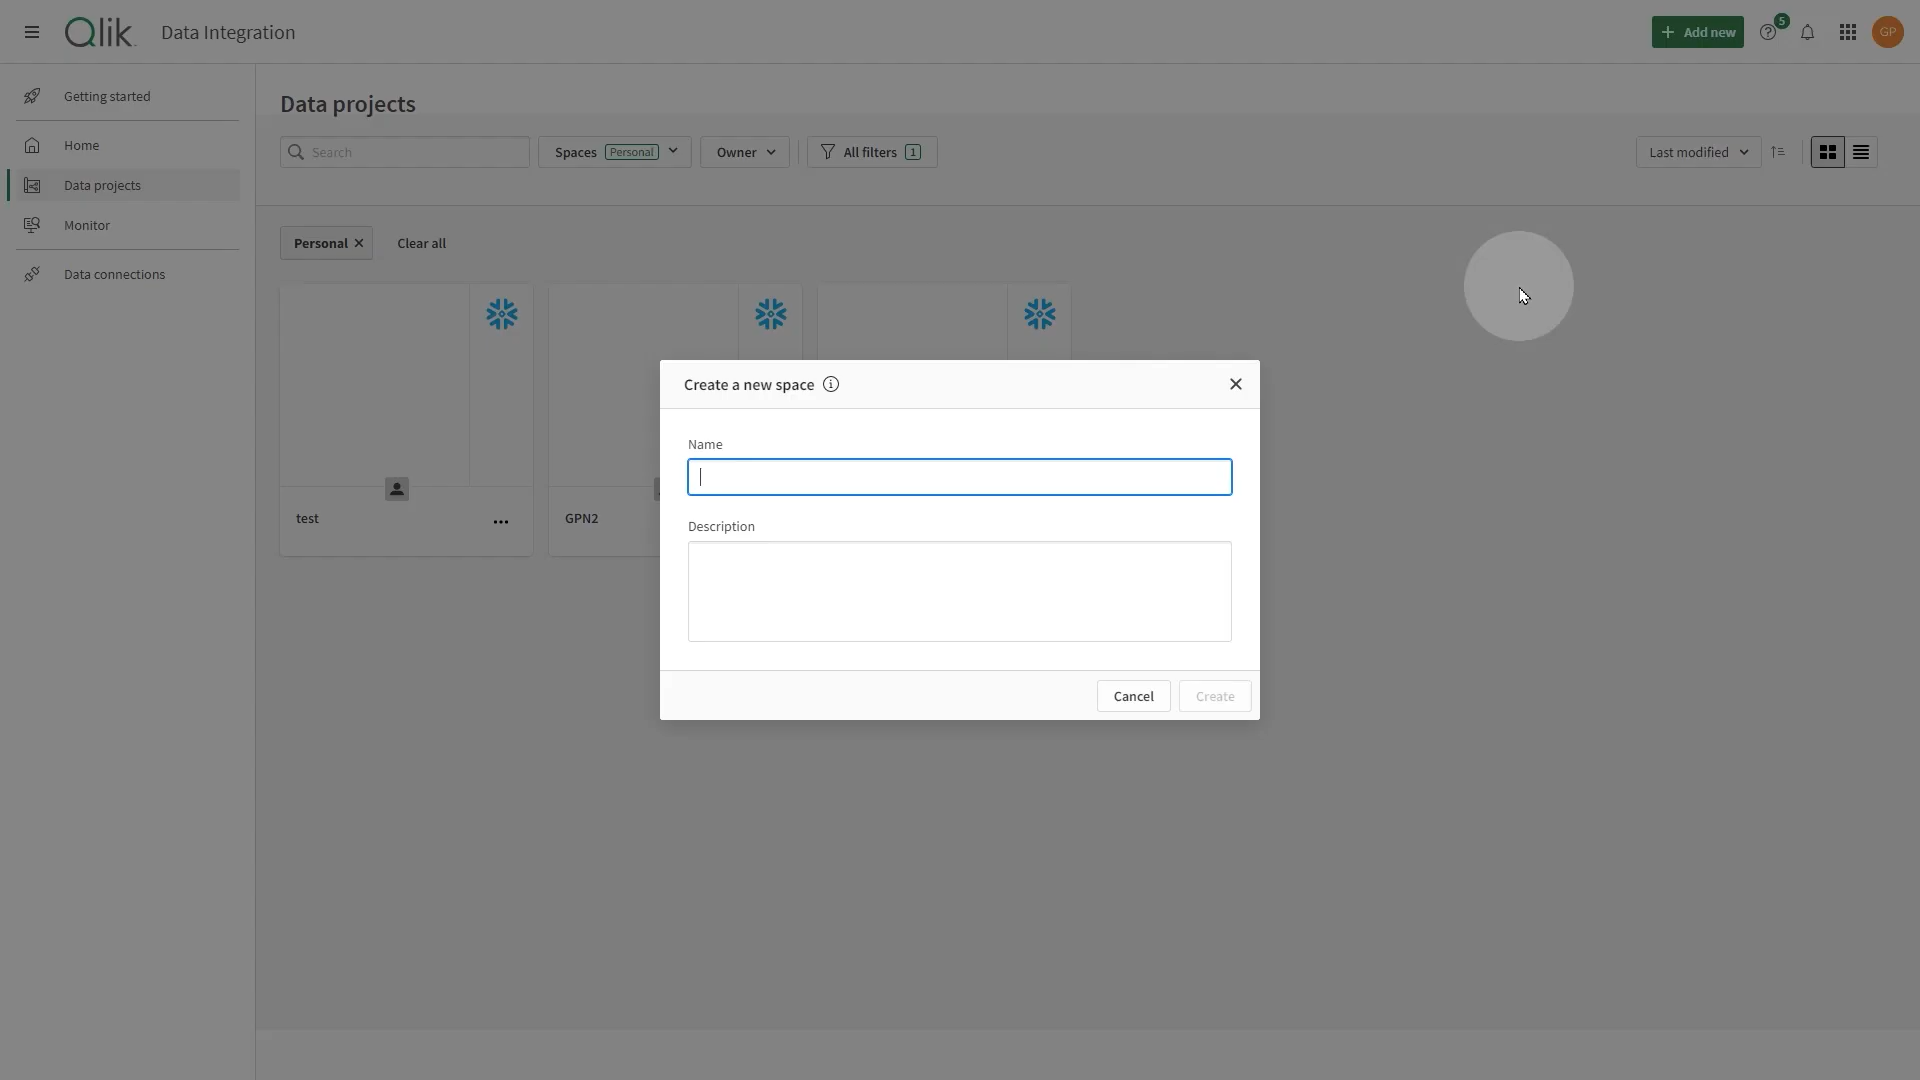 Qlik Data Integration
Add new
5
GP
Getting started
Home
Data projects
Monitor
Data connections
Data projects
Search
Spaces Personal
Owner
All filters 1
Last modified
Personal
Clear all
test
GPN2
Create a new space
Name
Description
Cancel
Create